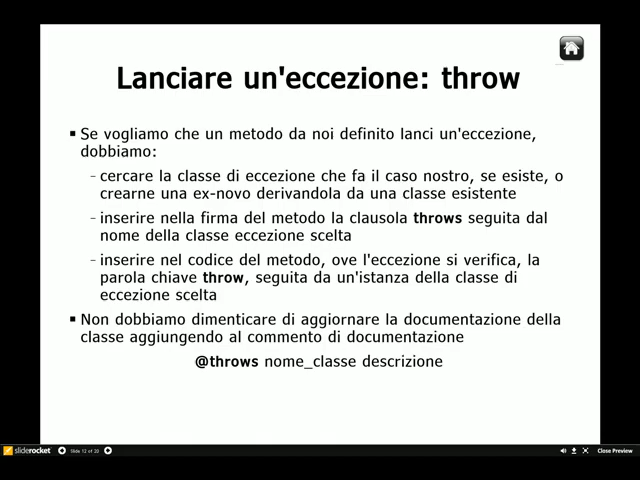 Lanciare un'eccezione: throw
▪ Se vogliamo che un metodo da noi definito lanci un'eccezione,
dobbiamo:
– cercare la classe di eccezione che fa il caso nostro, se esiste, o
crearne una ex-novo derivandola da una classe esistente
– inserire nella firma del metodo la clausola throws seguita dal
nome della classe eccezione scelta
– inserire nel codice del metodo, ove l'eccezione si verifica, la
parola chiave throw, seguita da un'istanza della classe di
eccezione scelta
▪ Non dobbiamo dimenticare di aggiornare la documentazione della
classe aggiungendo al commento di documentazione
@throws nome_classe descrizione
sliderocket Slide 12 of 20 Close Preview